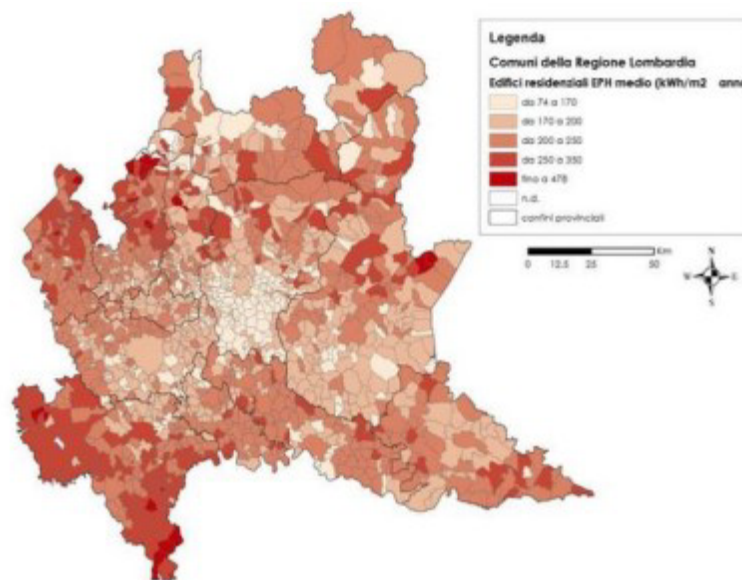 Legenda
Comuni della Regione Lombardia
Edifici residenziali EPH medio (kWh/m2 anno
da 74 a 170
da 170 a 200
da 200 a 250
da 250 a 350
fino a 478
n.d.
confini provinciali
Km
0 12.5 25 50
N
W E
S